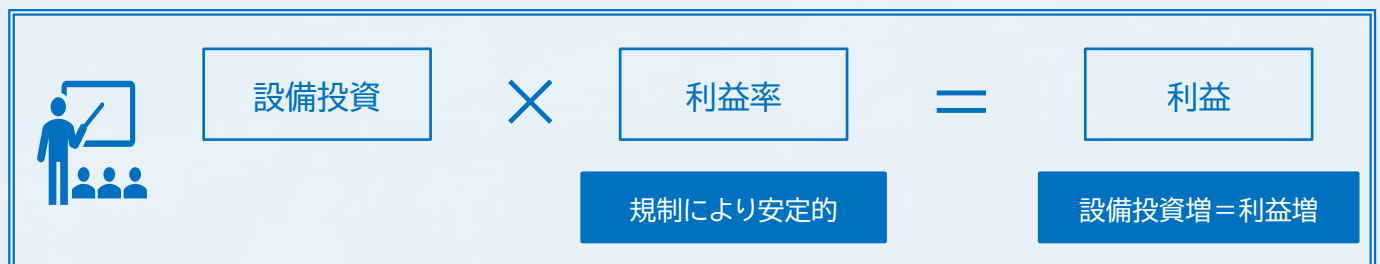 設備投資
×
利益率
＝
利益
規制により安定的
設備投資増＝利益増